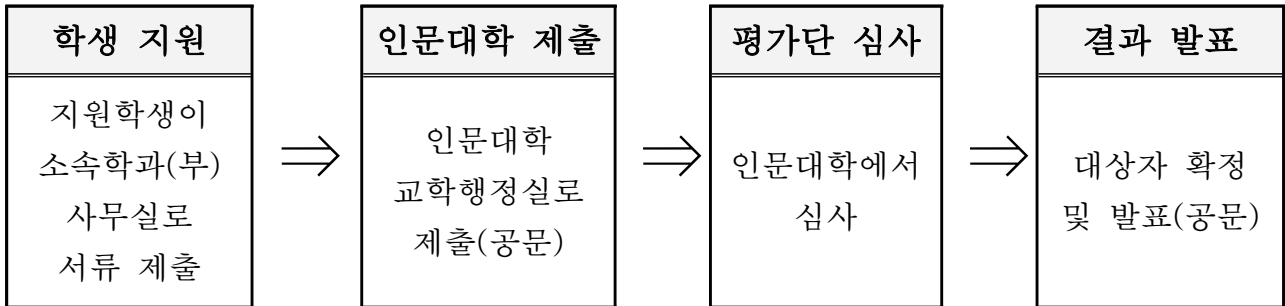 학생 지원
지원학생이
소속학과(부)
사무실로
서류 제출
⇒
인문대학 제출
인문대학
교학행정실로
제출(공문)
⇒
평가단 심사
인문대학에서
심사
⇒
결과 발표
대상자 확정
및 발표(공문)